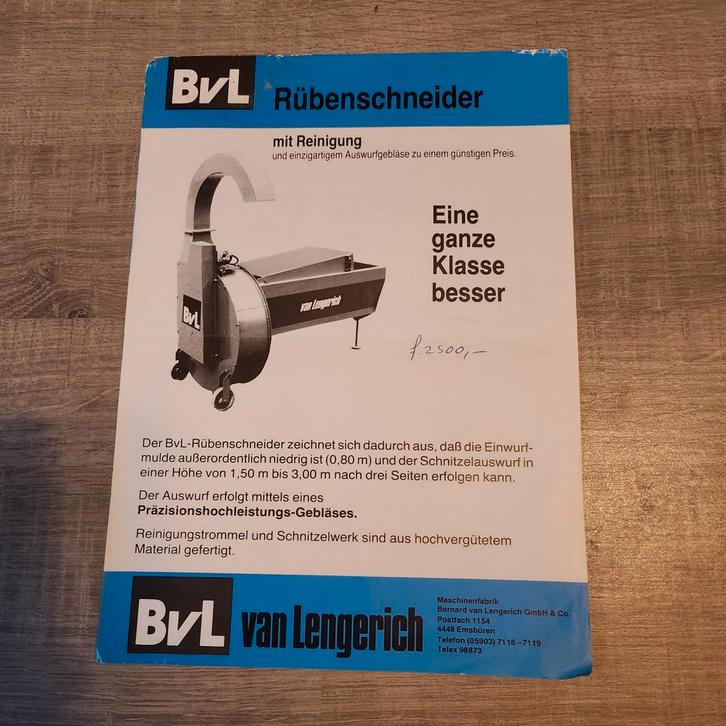 BvL
Rübenschneider
mit Reinigung
und einzigartigem Auswurfgebläse zu einem günstigen Preis.
Eine
ganze
Klasse
besser
van Lengerich
BvL
f. 2500,-
Der BvL-Rübenschneider zeichnet sich dadurch aus, daß die Einwurf-
mulde außerordentlich niedrig ist (0,80 m) und der Schnitzelauswurf in
einer Höhe von 1,50 m bis 3,00 m nach drei Seiten erfolgen kann.
Der Auswurf erfolgt mittels eines
Präzisionshochleistungs-Gebläses.
Reinigungstrommel und Schnitzelwerk sind aus hochvergütetem
Material gefertigt.
BvL van Lengerich
Maschinenfabrik
Bernard van Lengerich GmbH & Co.
Postfach 1154
4448 Emsbüren
Telefon (05903) 7116-7119
Telex 98873